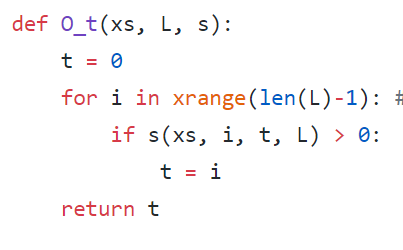 def O_t(xs, L, s):
    t = 0
    for i in xrange(len(L)-1): #
        if s(xs, i, t, L) > 0:
            t = i
    return t